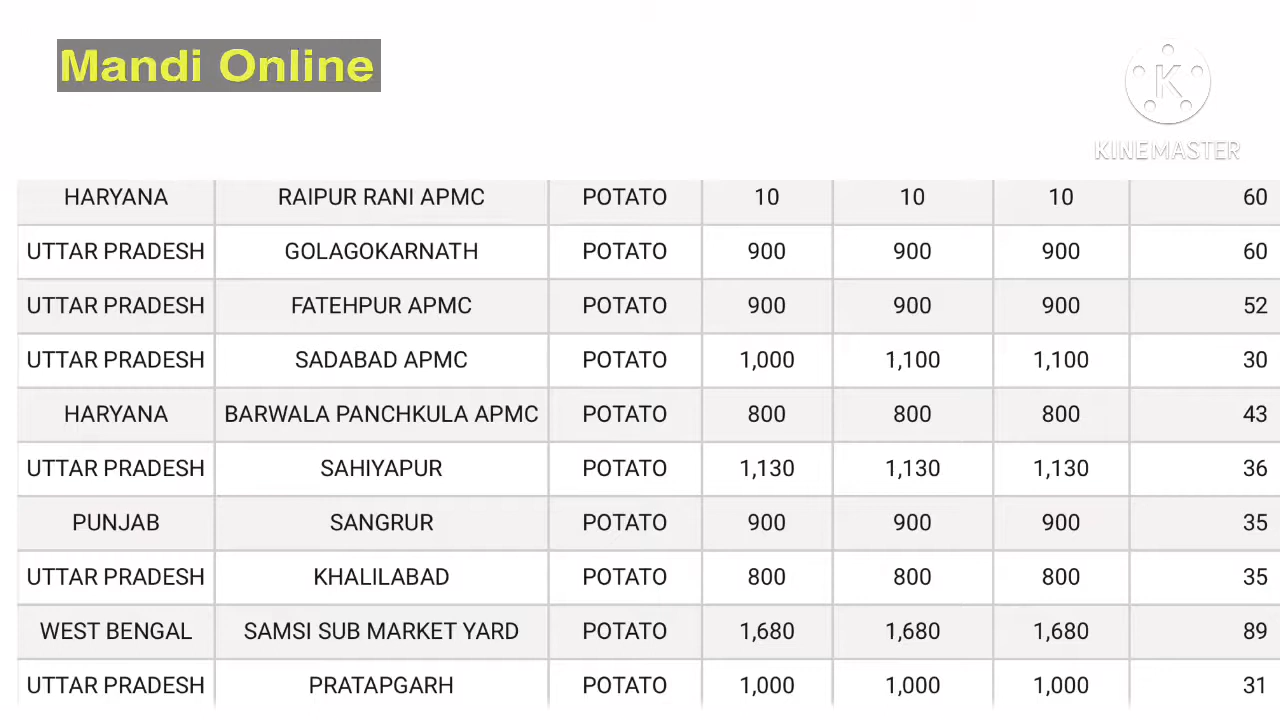 Mandi Online
K
KINEMASTER
HARYANA RAIPUR RANI APMC POTATO 10 10 10 60
UTTAR PRADESH GOLAGOKARNATH POTATO 900 900 900 60
UTTAR PRADESH FATEHPUR APMC POTATO 900 900 900 52
UTTAR PRADESH SADABAD APMC POTATO 1,000 1,100 1,100 30
HARYANA BARWALA PANCHKULA APMC POTATO 800 800 800 43
UTTAR PRADESH SAHIYAPUR POTATO 1,130 1,130 1,130 36
PUNJAB SANGRUR POTATO 900 900 900 35
UTTAR PRADESH KHALILABAD POTATO 800 800 800 35
WEST BENGAL SAMSI SUB MARKET YARD POTATO 1,680 1,680 1,680 89
UTTAR PRADESH PRATAPGARH POTATO 1,000 1,000 1,000 31